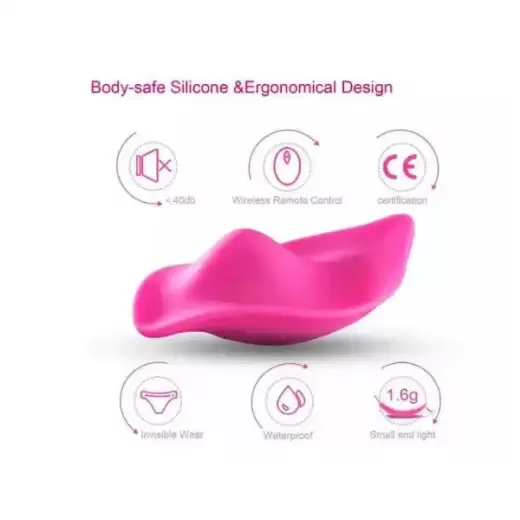 Body-safe Silicone &Ergonomical Design
<40db
Wireless Remote Control
CE
certification
Invisible Wear
Waterproof
1.6g
Small and light